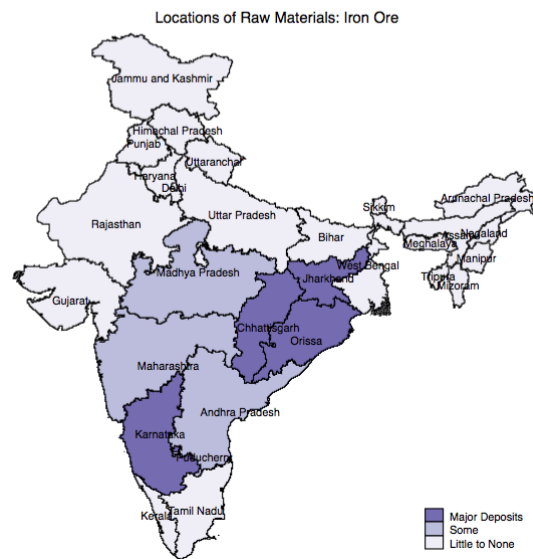 Locations of Raw Materials: Iron Ore
Jammu and Kashmir
Himachal Pradesh
Punjab
Uttaranchal
Haryana
Delhi
Arunachal Pradesh
Sikkim
Uttar Pradesh
Rajasthan
Assam
Nagaland
Bihar
Meghalaya
Manipur
West Bengal
Madhya Pradesh
Jharkhand
Tripura
Mizoram
Gujarat
Chhattisgarh
Orissa
Maharashtra
Andhra Pradesh
Karnataka
Puducherry
Kerala
Tamil Nadu
Major Deposits
Some
Little to None